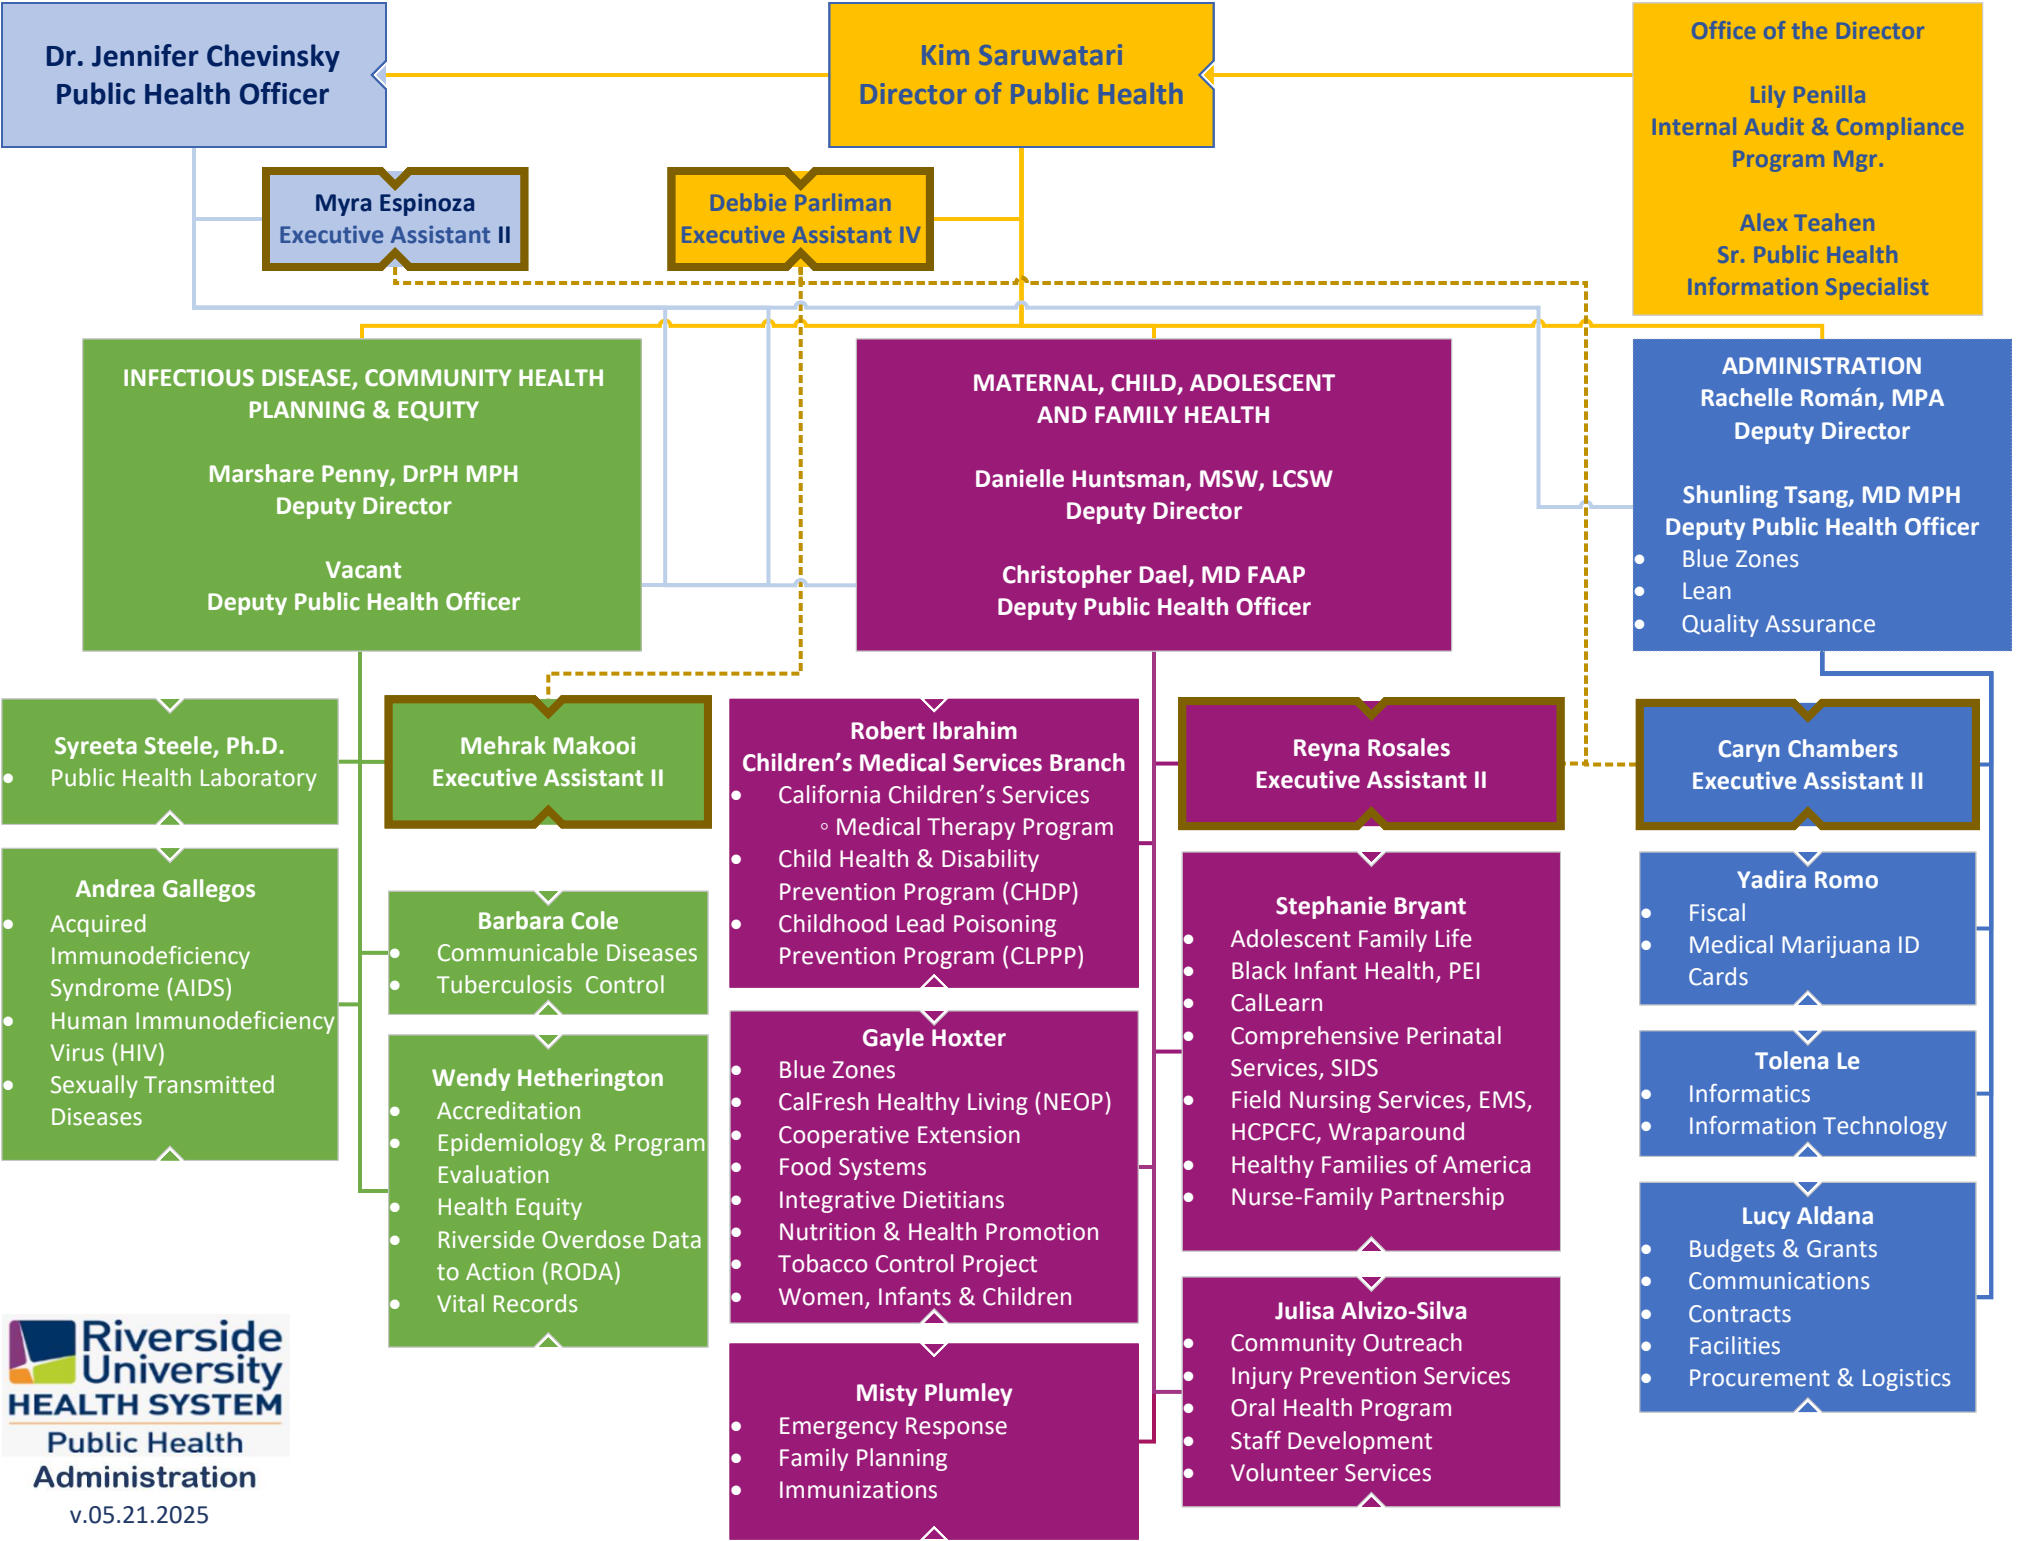 Dr. Jennifer Chevinsky
Public Health Officer
Kim Saruwatari
Director of Public Health
Office of the Director
Lily Penilla
Internal Audit & Compliance
Program Mgr.
Alex Teahen
Sr. Public Health
Information Specialist
Myra Espinoza
Executive Assistant II
Debbie Parliman
Executive Assistant IV
INFECTIOUS DISEASE, COMMUNITY HEALTH
PLANNING & EQUITY
Marshare Penny, DrPH MPH
Deputy Director
Vacant
Deputy Public Health Officer
MATERNAL, CHILD, ADOLESCENT
AND FAMILY HEALTH
Danielle Huntsman, MSW, LCSW
Deputy Director
Christopher Dael, MD FAAP
Deputy Public Health Officer
ADMINISTRATION
Rachelle Román, MPA
Deputy Director
Shunling Tsang, MD MPH
Deputy Public Health Officer
• Blue Zones
• Lean
• Quality Assurance
Syreeta Steele, Ph.D.
• Public Health Laboratory
Mehrak Makooi
Executive Assistant II
Andrea Gallegos
• Acquired
Immunodeficiency
Syndrome (AIDS)
• Human Immunodeficiency
Virus (HIV)
• Sexually Transmitted
Diseases
Barbara Cole
• Communicable Diseases
• Tuberculosis Control
Wendy Hetherington
• Accreditation
• Epidemiology & Program
Evaluation
• Health Equity
• Riverside Overdose Data
to Action (RODA)
• Vital Records
Robert Ibrahim
Children’s Medical Services Branch
• California Children’s Services
◦ Medical Therapy Program
• Child Health & Disability
Prevention Program (CHDP)
• Childhood Lead Poisoning
Prevention Program (CLPPP)
Gayle Hoxter
• Blue Zones
• CalFresh Healthy Living (NEOP)
• Cooperative Extension
• Food Systems
• Integrative Dietitians
• Nutrition & Health Promotion
• Tobacco Control Project
• Women, Infants & Children
Misty Plumley
• Emergency Response
• Family Planning
• Immunizations
Reyna Rosales
Executive Assistant II
Stephanie Bryant
• Adolescent Family Life
• Black Infant Health, PEI
• CalLearn
• Comprehensive Perinatal
Services, SIDS
• Field Nursing Services, EMS,
HCPCFC, Wraparound
• Healthy Families of America
• Nurse-Family Partnership
Julisa Alvizo-Silva
• Community Outreach
• Injury Prevention Services
• Oral Health Program
• Staff Development
• Volunteer Services
Caryn Chambers
Executive Assistant II
Yadira Romo
• Fiscal
• Medical Marijuana ID
Cards
Tolena Le
• Informatics
• Information Technology
Lucy Aldana
• Budgets & Grants
• Communications
• Contracts
• Facilities
• Procurement & Logistics
Riverside
University
HEALTH SYSTEM
Public Health
Administration
v.05.21.2025